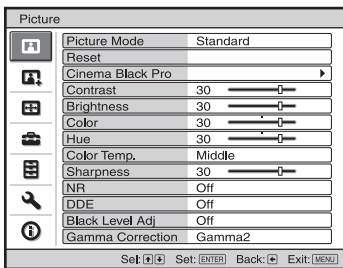 Picture
Picture Mode Standard
Reset
Cinema Black Pro
Contrast 30
Brightness 30
Color 30
Hue 30
Color Temp. Middle
Sharpness 30
NR Off
DDE Off
Black Level Adj Off
Gamma Correction Gamma2
Sel: Set: ENTER Back: Exit: MENU